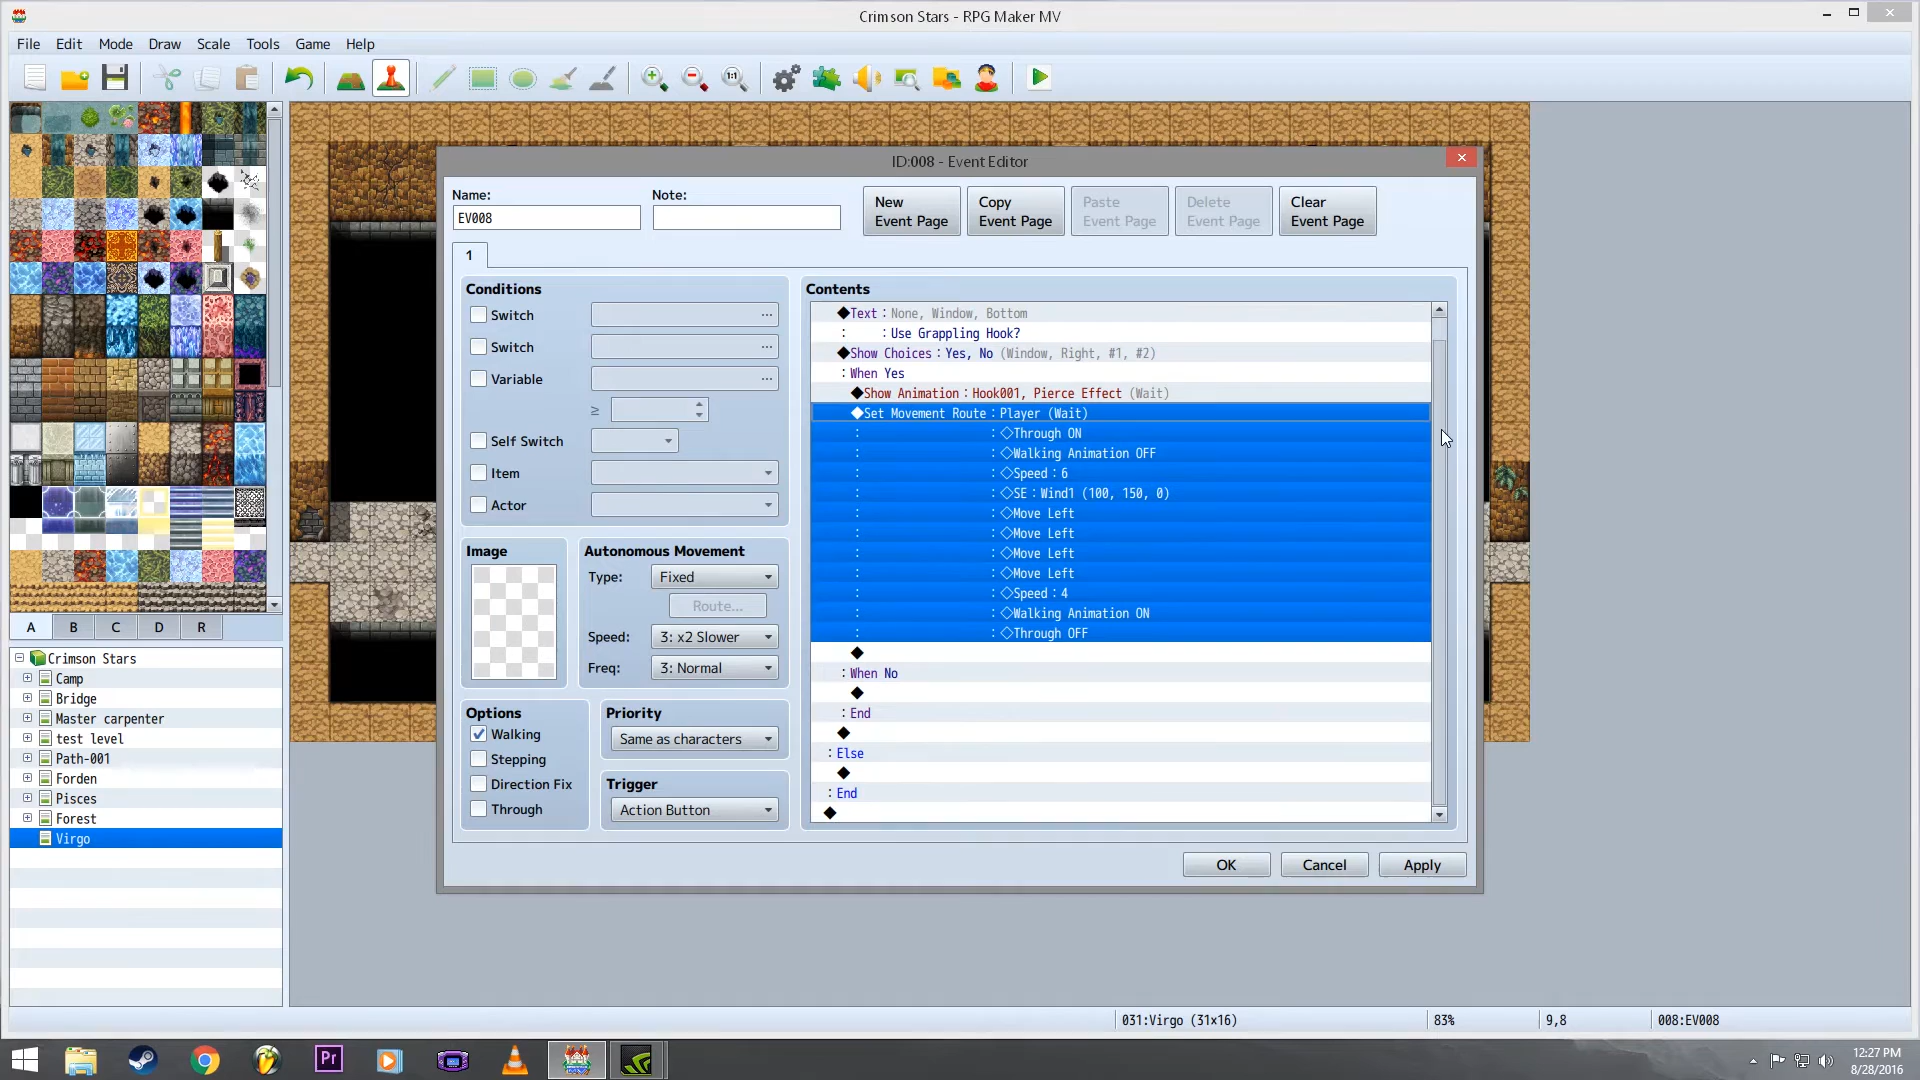 Crimson Stars - RPG Maker MV
File Edit Mode Draw Scale Tools Game Help
1:1
ID:008 - Event Editor
Name:
EV008
Note:
New Event Page
Copy Event Page
Paste Event Page
Delete Event Page
Clear Event Page
1
Conditions
Switch ...
Switch ...
Variable ...
≥
Self Switch
Item
Actor
Image
Autonomous Movement
Type: Fixed
Route...
Speed: 3: x2 Slower
Freq: 3: Normal
Options
Walking
Stepping
Direction Fix
Through
Priority
Same as characters
Trigger
Action Button
Contents
◆Text : None, Window, Bottom
: : Use Grappling Hook?
◆Show Choices : Yes, No (Window, Right, #1, #2)
: When Yes
◆Show Animation : Hook001, Pierce Effect (Wait)
◆Set Movement Route : Player (Wait)
: : ◇Through ON
: : ◇Walking Animation OFF
: : ◇Speed : 6
: : ◇SE : Wind1 (100, 150, 0)
: : ◇Move Left
: : ◇Move Left
: : ◇Move Left
: : ◇Move Left
: : ◇Speed : 4
: : ◇Walking Animation ON
: : ◇Through OFF
◆
: When No
◆
: End
◆
: Else
◆
: End
◆
OK Cancel Apply
A B C D R
Crimson Stars
Camp
Bridge
Master carpenter
test level
Path-001
Forden
Pisces
Forest
Virgo
031:Virgo (31×16) 83% 9,8 008:EV008
Pr
12:27 PM
8/28/2016